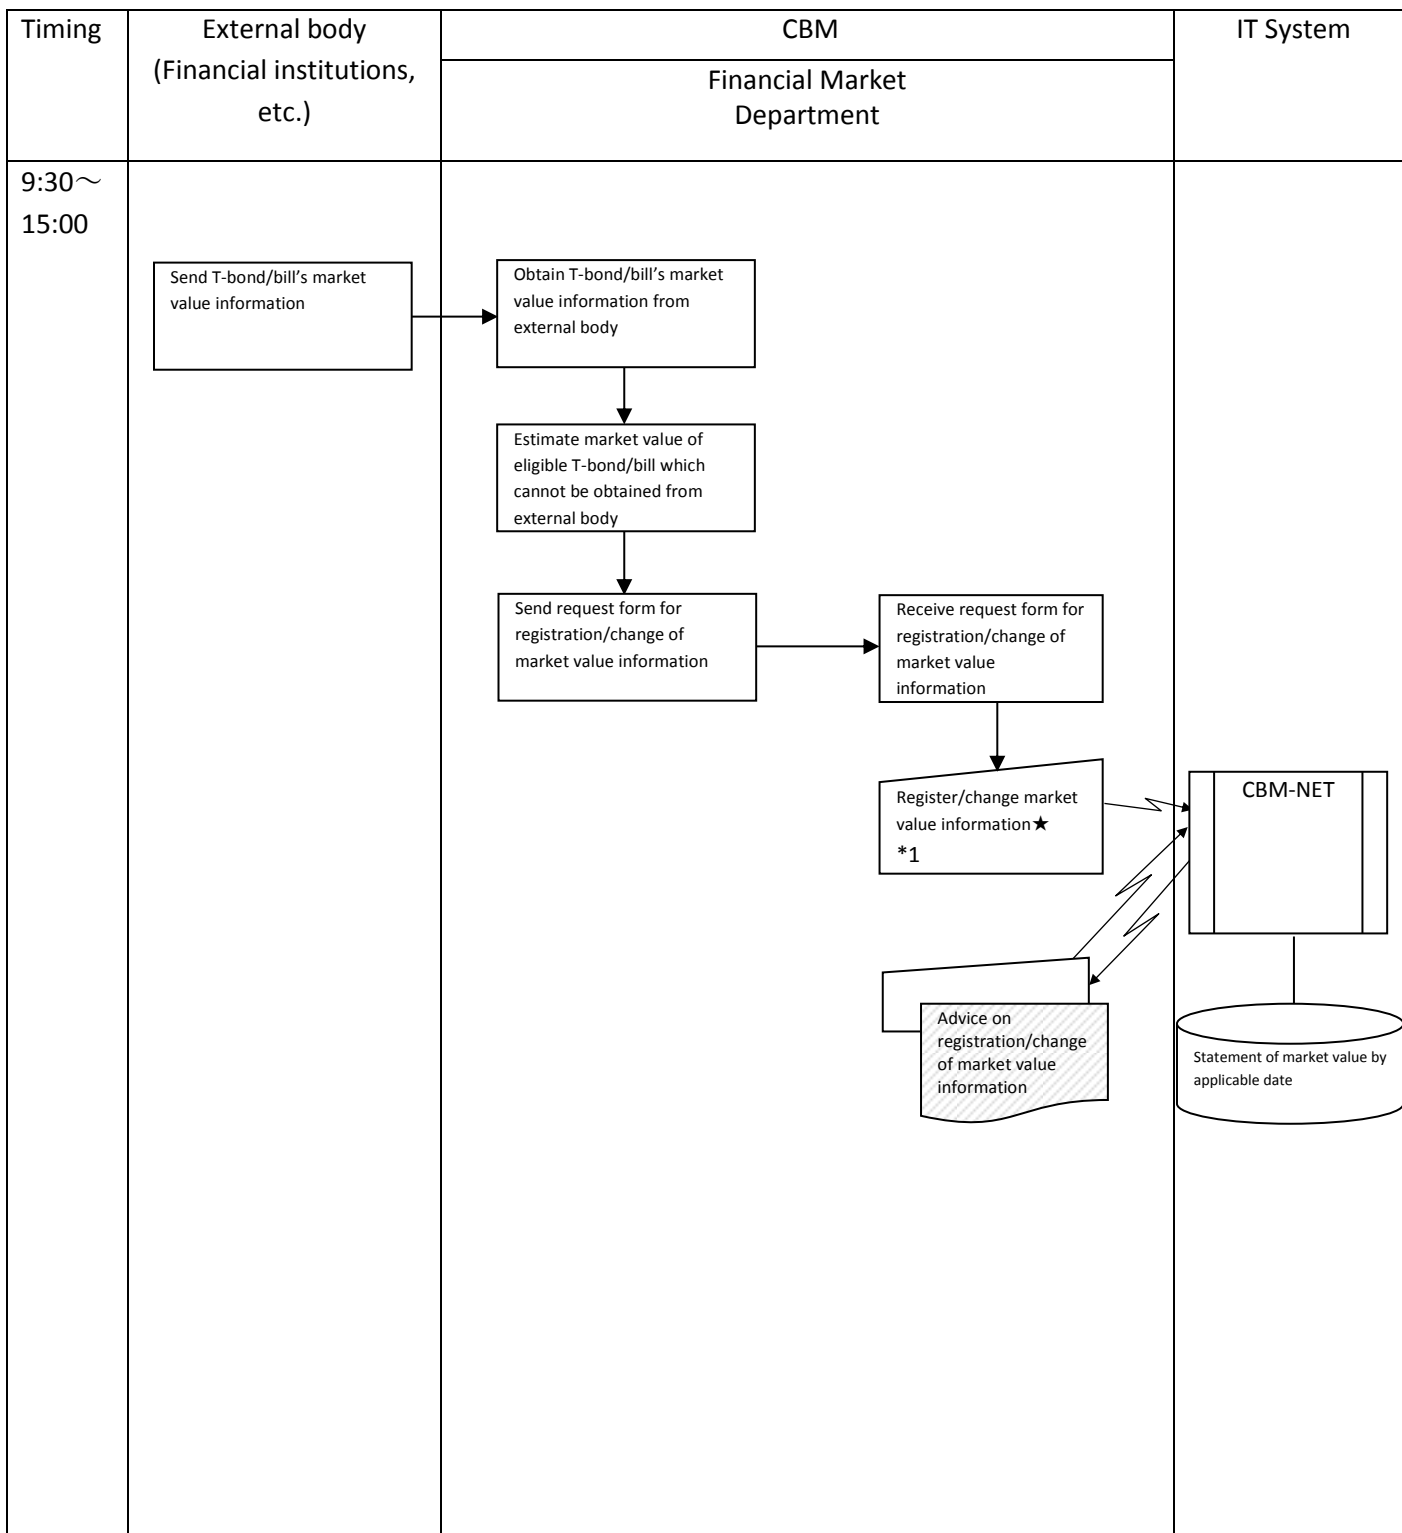 Timing
External body
(Financial institutions,
etc.)
CBM
Financial Market
Department
IT System
9:30～
15:00
Send T-bond/bill’s market
value information
Obtain T-bond/bill’s market
value information from
external body
Estimate market value of
eligible T-bond/bill which
cannot be obtained from
external body
Send request form for
registration/change of
market value information
Receive request form for
registration/change of
market value
information
Register/change market
value information★
*1
CBM-NET
Advice on
registration/change
of market value
information
Statement of market value by
applicable date